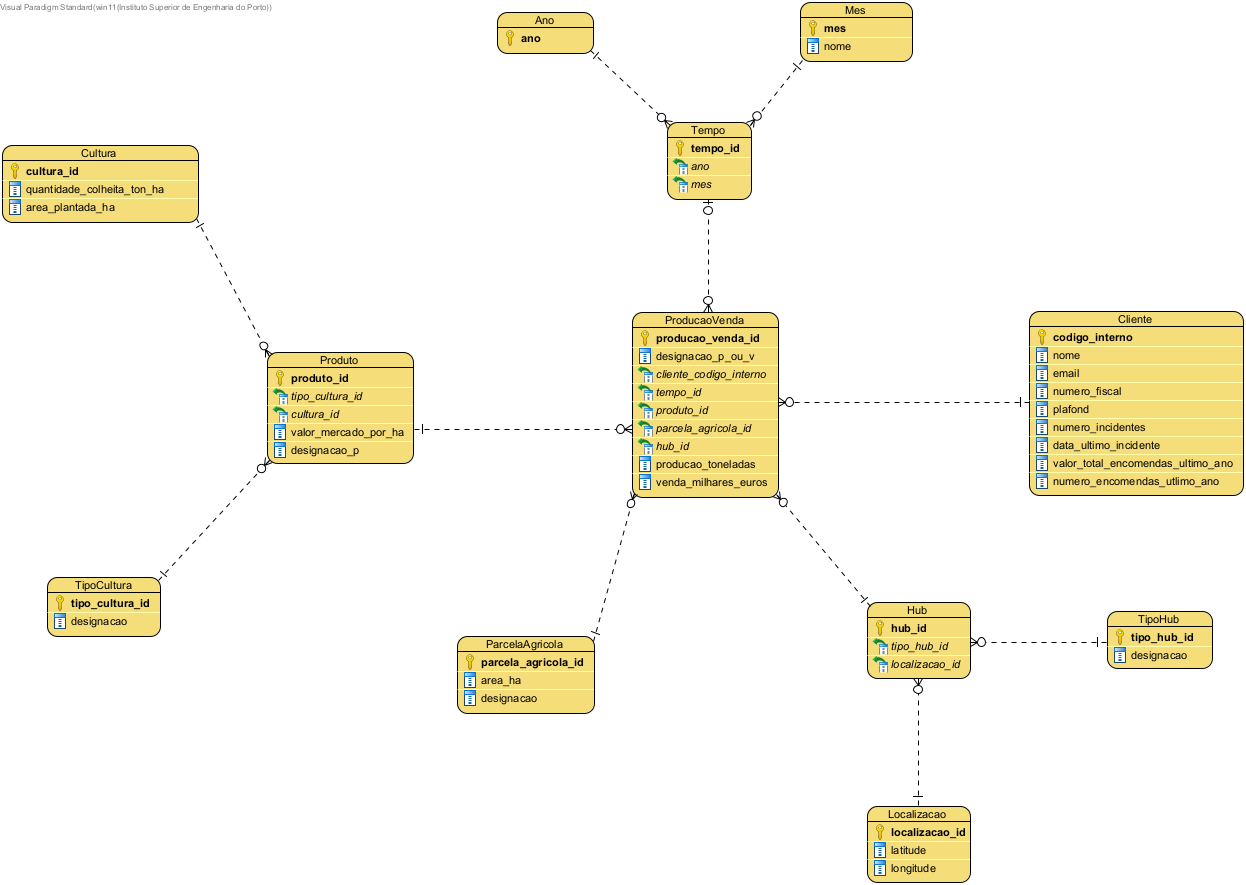 Visual Paradigm Standard(win11(Instituto Superior de Engenharia do Porto))
Ano
ano
Mes
mes
nome
Tempo
tempo_id
ano
mes
Cultura
cultura_id
quantidade_colheita_ton_ha
area_plantada_ha
Produto
produto_id
tipo_cultura_id
cultura_id
valor_mercado_por_ha
designacao_p
ProducaoVenda
producao_venda_id
designacao_p_ou_v
cliente_codigo_interno
tempo_id
produto_id
parcela_agricola_id
hub_id
producao_toneladas
venda_milhares_euros
Cliente
codigo_interno
nome
email
numero_fiscal
plafond
numero_incidentes
data_ultimo_incidente
valor_total_encomendas_ultimo_ano
numero_encomendas_utlimo_ano
TipoCultura
tipo_cultura_id
designacao
ParcelaAgricola
parcela_agricola_id
area_ha
designacao
Hub
hub_id
tipo_hub_id
localizacao_id
TipoHub
tipo_hub_id
designacao
Localizacao
localizacao_id
latitude
longitude